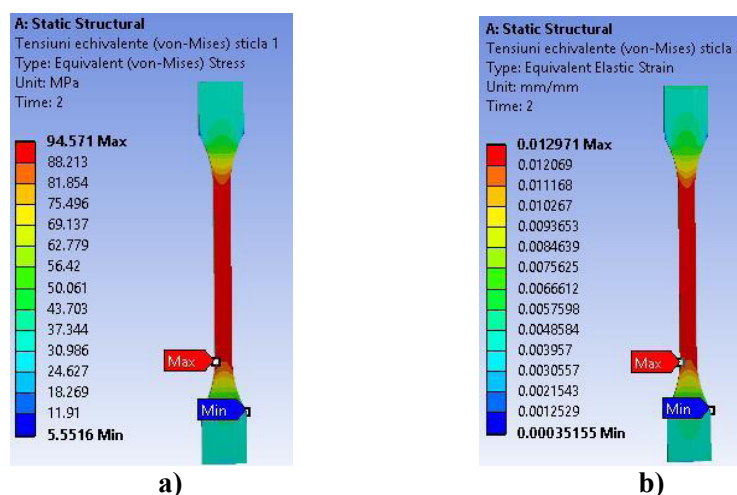 A: Static Structural
Tensiuni echivalente (von-Mises) sticla 1
Type: Equivalent (von-Mises) Stress
Unit: MPa
Time: 2
94.571 Max
88.213
81.854
75.496
69.137
62.779
56.42
50.061
43.703
37.344
30.986
24.627
18.269
11.91
5.5516 Min
Max
Min
a)
A: Static Structural
Tensiuni echivalente (von-Mises) sticla
Type: Equivalent Elastic Strain
Unit: mm/mm
Time: 2
0.012971 Max
0.012069
0.011168
0.010267
0.0093653
0.0084639
0.0075625
0.0066612
0.0057598
0.0048584
0.003957
0.0030557
0.0021543
0.0012529
0.00035155 Min
Max
Min
b)